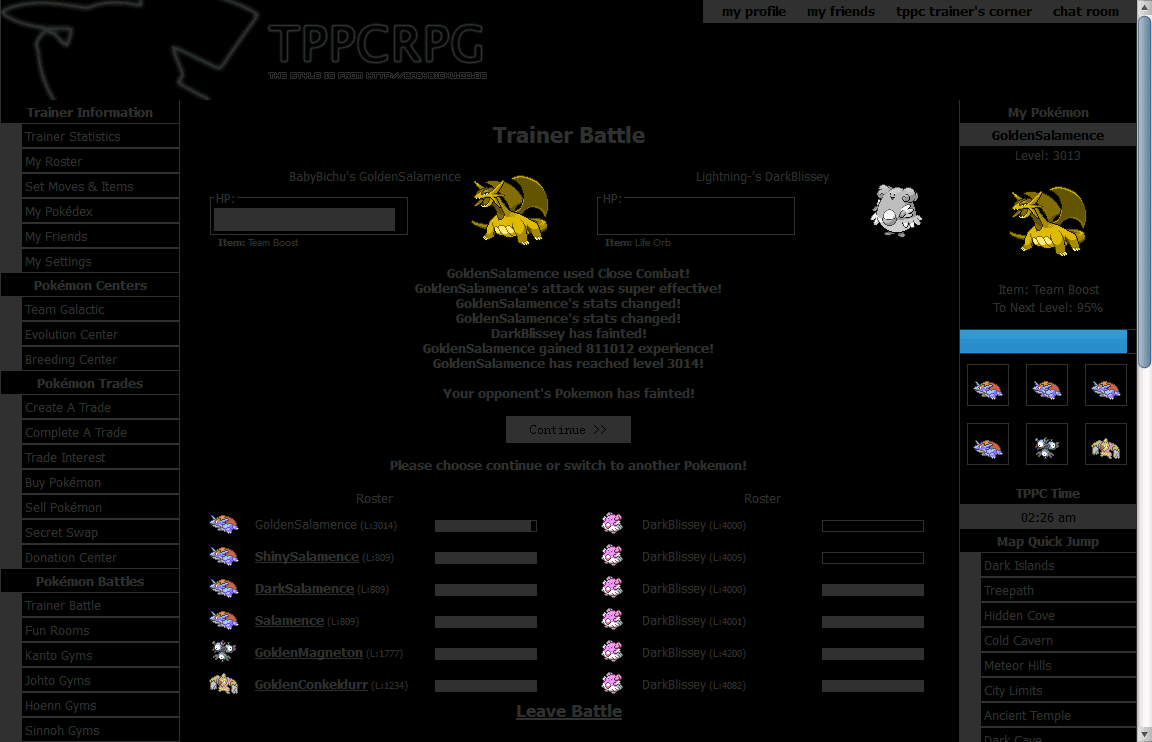 my profile my friends tppc trainer's corner chat room
TPPCRPG
THE STYLE IS FROM HTTP://BABYBICHU.CO.DE
Trainer Information
Trainer Statistics
My Roster
Set Moves & Items
My Pokédex
My Friends
My Settings
Pokémon Centers
Team Galactic
Evolution Center
Breeding Center
Pokémon Trades
Create A Trade
Complete A Trade
Trade Interest
Buy Pokémon
Sell Pokémon
Secret Swap
Donation Center
Pokémon Battles
Trainer Battle
Fun Rooms
Kanto Gyms
Johto Gyms
Hoenn Gyms
Sinnoh Gyms
Trainer Battle
BabyBichu's GoldenSalamence
HP:
Item: Team Boost
Lightning-'s DarkBlissey
HP:
Item: Life Orb
GoldenSalamence used Close Combat!
GoldenSalamence's attack was super effective!
GoldenSalamence's stats changed!
GoldenSalamence's stats changed!
DarkBlissey has fainted!
GoldenSalamence gained 811012 experience!
GoldenSalamence has reached level 3014!
Your opponent's Pokemon has fainted!
Continue >>
Please choose continue or switch to another Pokemon!
Roster
GoldenSalamence (L:3014)
ShinySalamence (L:809)
DarkSalamence (L:809)
Salamence (L:809)
GoldenMagneton (L:1777)
GoldenConkeldurr (L:1234)
Roster
DarkBlissey (L:4000)
DarkBlissey (L:4005)
DarkBlissey (L:4000)
DarkBlissey (L:4001)
DarkBlissey (L:4200)
DarkBlissey (L:4082)
Leave Battle
My Pokémon
GoldenSalamence
Level: 3013
Item: Team Boost
To Next Level: 95%
TPPC Time
02:26 am
Map Quick Jump
Dark Islands
Treepath
Hidden Cove
Cold Cavern
Meteor Hills
City Limits
Ancient Temple
Dark Cave